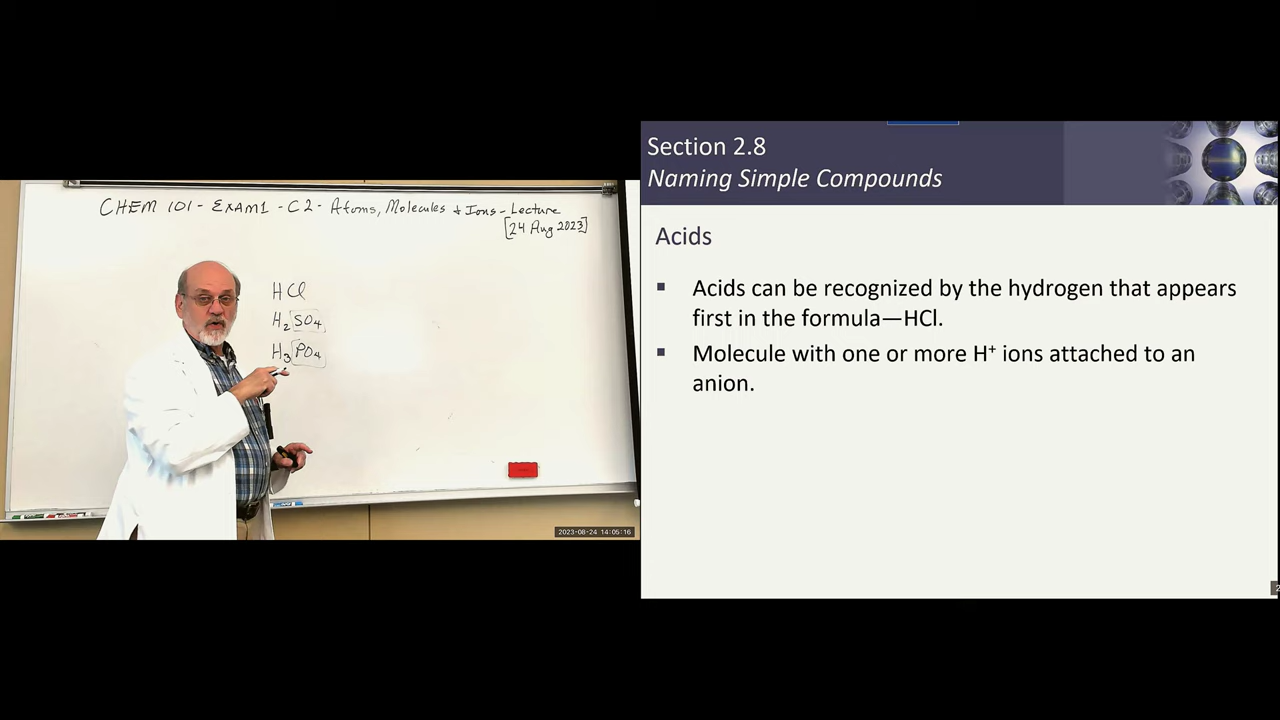 CHEM 101 - EXAM1 - C2 - Atoms, Molecules & Ions - Lecture
[24 Aug 2023]
HCl
H2SO4
H3PO4
2023-08-24 14:05:16
Section 2.8
Naming Simple Compounds
Acids
▪ Acids can be recognized by the hydrogen that appears
first in the formula—HCl.
▪ Molecule with one or more H⁺ ions attached to an
anion.